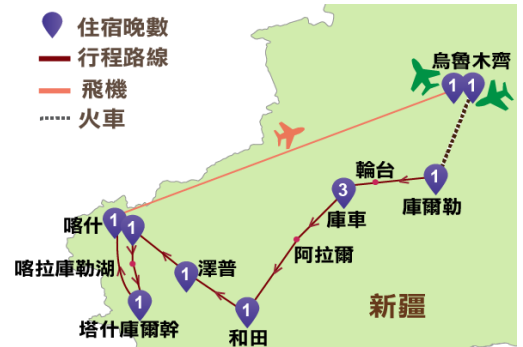 住宿晚數
行程路線
飛機
火車
烏魯木齊
1 1
輪台
1
庫爾勒
3
庫車
喀什
1 1
阿拉爾
喀拉庫勒湖
澤普
1
1
塔什庫爾幹
1
和田
新疆